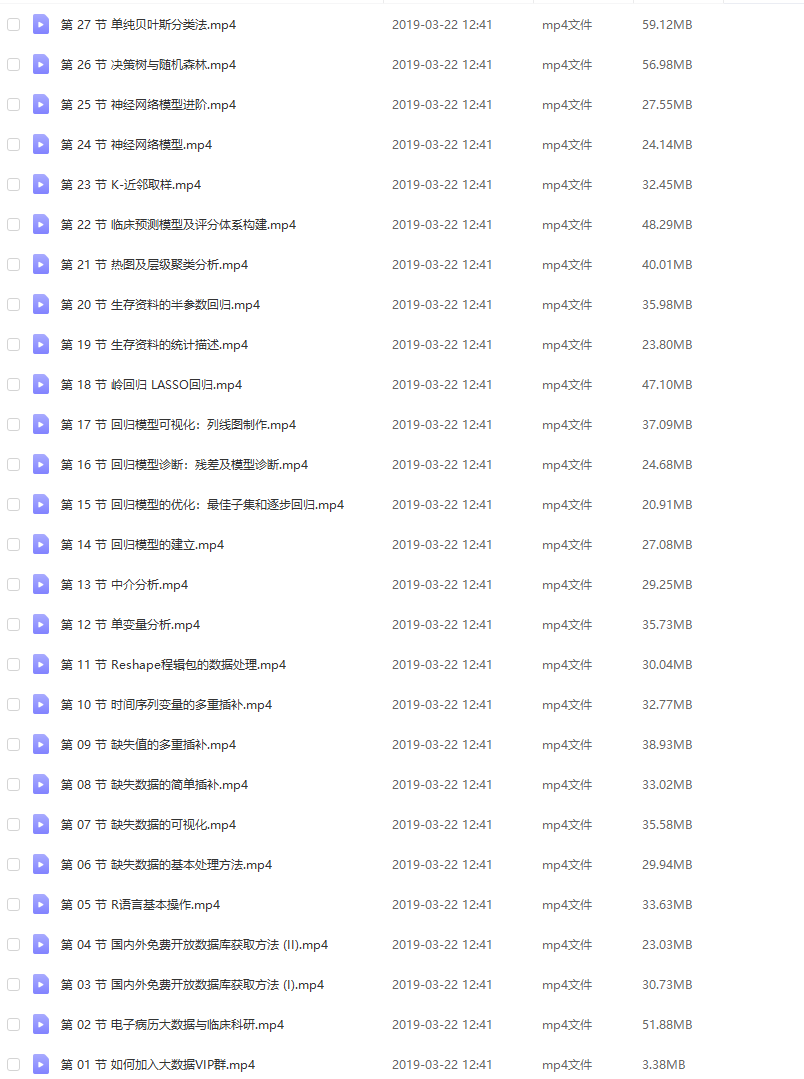 第 27 节 单纯贝叶斯分类法.mp4 2019-03-22 12:41 mp4文件 59.12MB
第 26 节 决策树与随机森林.mp4 2019-03-22 12:41 mp4文件 56.98MB
第 25 节 神经网络模型进阶.mp4 2019-03-22 12:41 mp4文件 27.55MB
第 24 节 神经网络模型.mp4 2019-03-22 12:41 mp4文件 24.14MB
第 23 节 K-近邻取样.mp4 2019-03-22 12:41 mp4文件 32.45MB
第 22 节 临床预测模型及评分体系构建.mp4 2019-03-22 12:41 mp4文件 48.29MB
第 21 节 热图及层级聚类分析.mp4 2019-03-22 12:41 mp4文件 40.01MB
第 20 节 生存资料的半参数回归.mp4 2019-03-22 12:41 mp4文件 35.98MB
第 19 节 生存资料的统计描述.mp4 2019-03-22 12:41 mp4文件 23.80MB
第 18 节 岭回归 LASSO回归.mp4 2019-03-22 12:41 mp4文件 47.10MB
第 17 节 回归模型可视化：列线图制作.mp4 2019-03-22 12:41 mp4文件 37.09MB
第 16 节 回归模型诊断：残差及模型诊断.mp4 2019-03-22 12:41 mp4文件 24.68MB
第 15 节 回归模型的优化：最佳子集和逐步回归.mp4 2019-03-22 12:41 mp4文件 20.91MB
第 14 节 回归模型的建立.mp4 2019-03-22 12:41 mp4文件 27.08MB
第 13 节 中介分析.mp4 2019-03-22 12:41 mp4文件 29.25MB
第 12 节 单变量分析.mp4 2019-03-22 12:41 mp4文件 35.73MB
第 11 节 Reshape程辑包的数据处理.mp4 2019-03-22 12:41 mp4文件 30.04MB
第 10 节 时间序列变量的多重插补.mp4 2019-03-22 12:41 mp4文件 32.77MB
第 09 节 缺失值的多重插补.mp4 2019-03-22 12:41 mp4文件 38.93MB
第 08 节 缺失数据的简单插补.mp4 2019-03-22 12:41 mp4文件 33.02MB
第 07 节 缺失数据的可视化.mp4 2019-03-22 12:41 mp4文件 35.58MB
第 06 节 缺失数据的基本处理方法.mp4 2019-03-22 12:41 mp4文件 29.94MB
第 05 节 R语言基本操作.mp4 2019-03-22 12:41 mp4文件 33.63MB
第 04 节 国内外免费开放数据库获取方法 (II).mp4 2019-03-22 12:41 mp4文件 23.03MB
第 03 节 国内外免费开放数据库获取方法 (I).mp4 2019-03-22 12:41 mp4文件 30.73MB
第 02 节 电子病历大数据与临床科研.mp4 2019-03-22 12:41 mp4文件 51.88MB
第 01 节 如何加入大数据VIP群.mp4 2019-03-22 12:41 mp4文件 3.38MB